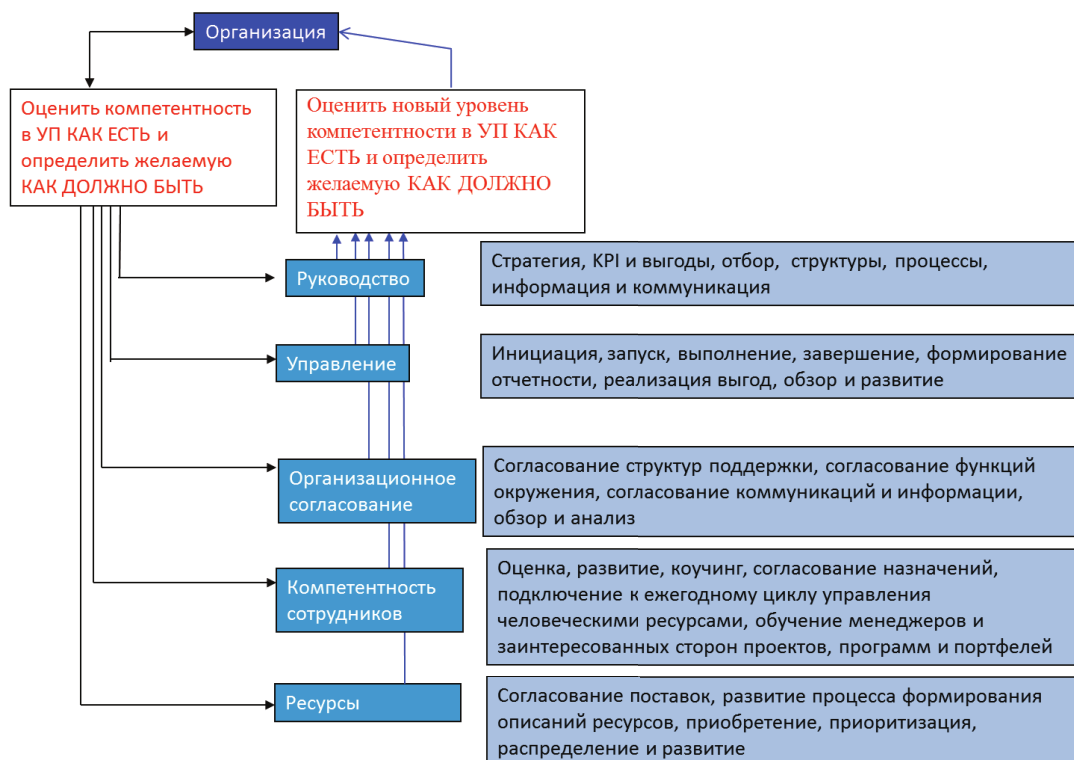 Организация
Оценить компетентность
в УП КАК ЕСТЬ и
определить желаемую
КАК ДОЛЖНО БЫТЬ
Оценить новый уровень
компетентности в УП КАК
ЕСТЬ и определить
желаемую КАК ДОЛЖНО
БЫТЬ
Руководство
Стратегия, KPI и выгоды, отбор, структуры, процессы,
информация и коммуникация
Управление
Инициация, запуск, выполнение, завершение, формирование
отчетности, реализация выгод, обзор и развитие
Организационное
согласование
Согласование структур поддержки, согласование функций
окружения, согласование коммуникаций и информации,
обзор и анализ
Компетентность
сотрудников
Оценка, развитие, коучинг, согласование назначений,
подключение к ежегодному циклу управления
человеческими ресурсами, обучение менеджеров и
заинтересованных сторон проектов, программ и портфелей
Ресурсы
Согласование поставок, развитие процесса формирования
описаний ресурсов, приобретение, приоритизация,
распределение и развитие